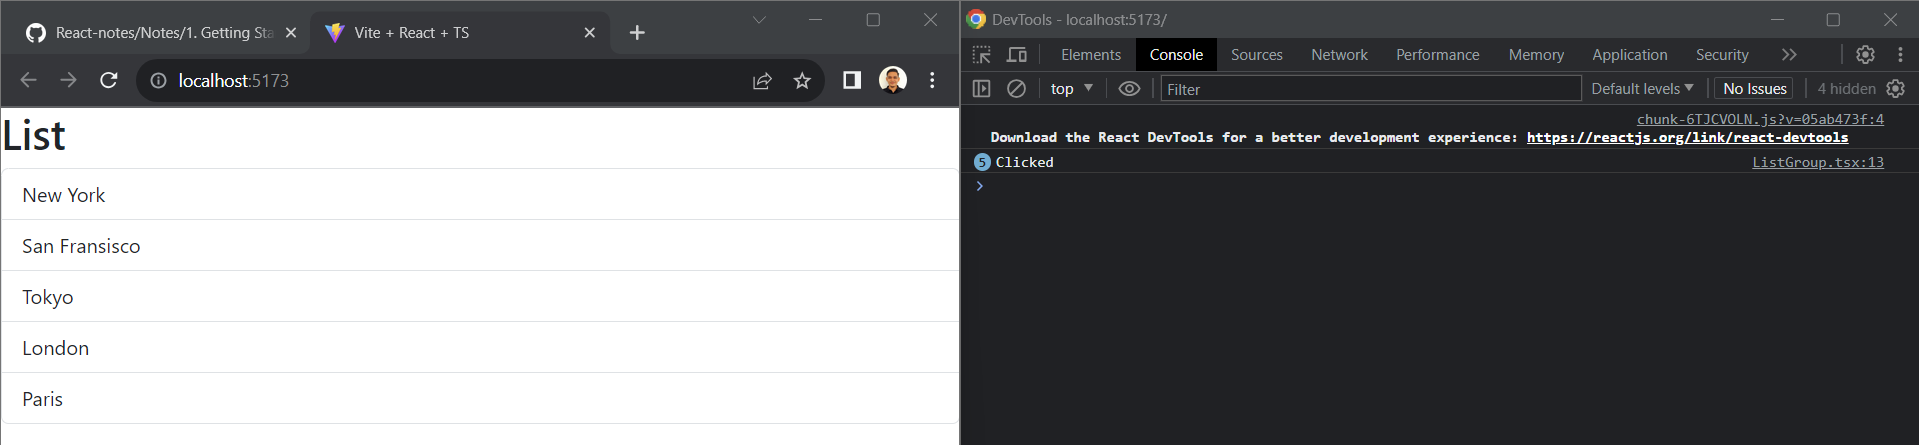 React-notes/Notes/1. Getting Sta
Vite + React + TS
localhost:5173
List
New York
San Fransisco
Tokyo
London
Paris
DevTools - localhost:5173/
Elements Console Sources Network Performance Memory Application Security
top Filter Default levels No Issues 4 hidden
chunk-6TJCVOLN.js?v=05ab473f:4
Download the React DevTools for a better development experience: https://reactjs.org/link/react-devtools
5 Clicked ListGroup.tsx:13